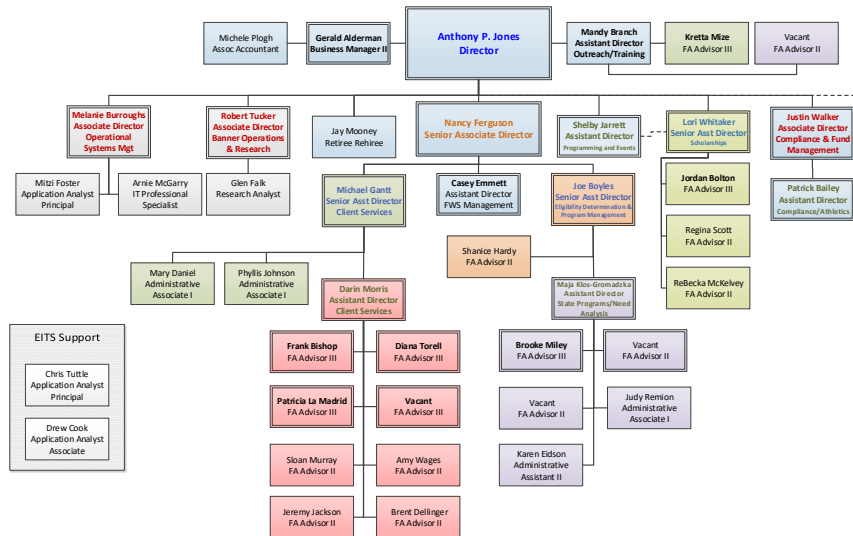 Michele Plogh
Assoc Accountant
Gerald Alderman
Business Manager II
Anthony P. Jones
Director
Mandy Branch
Assistant Director
Outreach/Training
Kretta Mize
FA Advisor III
Vacant
FA Advisor II
Melanie Burroughs
Associate Director
Operational
Systems Mgt
Robert Tucker
Associate Director
Banner Operations
& Research
Jay Mooney
Retiree Rehiree
Nancy Ferguson
Senior Associate Director
Shelby Jarrett
Assistant Director
Programming and Events
Lori Whitaker
Senior Asst Director
Scholarships
Justin Walker
Associate Director
Compliance & Fund
Management
Mitzi Foster
Application Analyst
Principal
Arnie McGarry
IT Professional
Specialist
Glen Falk
Research Analyst
Michael Gantt
Senior Asst Director
Client Services
Casey Emmett
Assistant Director
FWS Management
Joe Boyles
Senior Asst Director
Eligibility Determination &
Program Management
Jordan Bolton
FA Advisor III
Patrick Bailey
Assistant Director
Compliance/Athletics
Regina Scott
FA Advisor II
Shanice Hardy
FA Advisor II
Mary Daniel
Administrative
Associate I
Phyllis Johnson
Administrative
Associate I
ReBecka McKelvey
FA Advisor II
Darin Morris
Assistant Director
Client Services
Maja Klos-Gromadzka
Assistant Director
State Programs/Need
Analysis
EITS Support
Chris Tuttle
Application Analyst
Principal
Drew Cook
Application Analyst
Associate
Frank Bishop
FA Advisor III
Diana Torell
FA Advisor III
Brooke Miley
FA Advisor III
Vacant
FA Advisor II
Patricia La Madrid
FA Advisor III
Vacant
FA Advisor III
Vacant
FA Advisor II
Judy Remion
Administrative
Associate I
Sloan Murray
FA Advisor II
Amy Wages
FA Advisor II
Karen Eidson
Administrative
Assistant II
Jeremy Jackson
FA Advisor II
Brent Dellinger
FA Advisor II